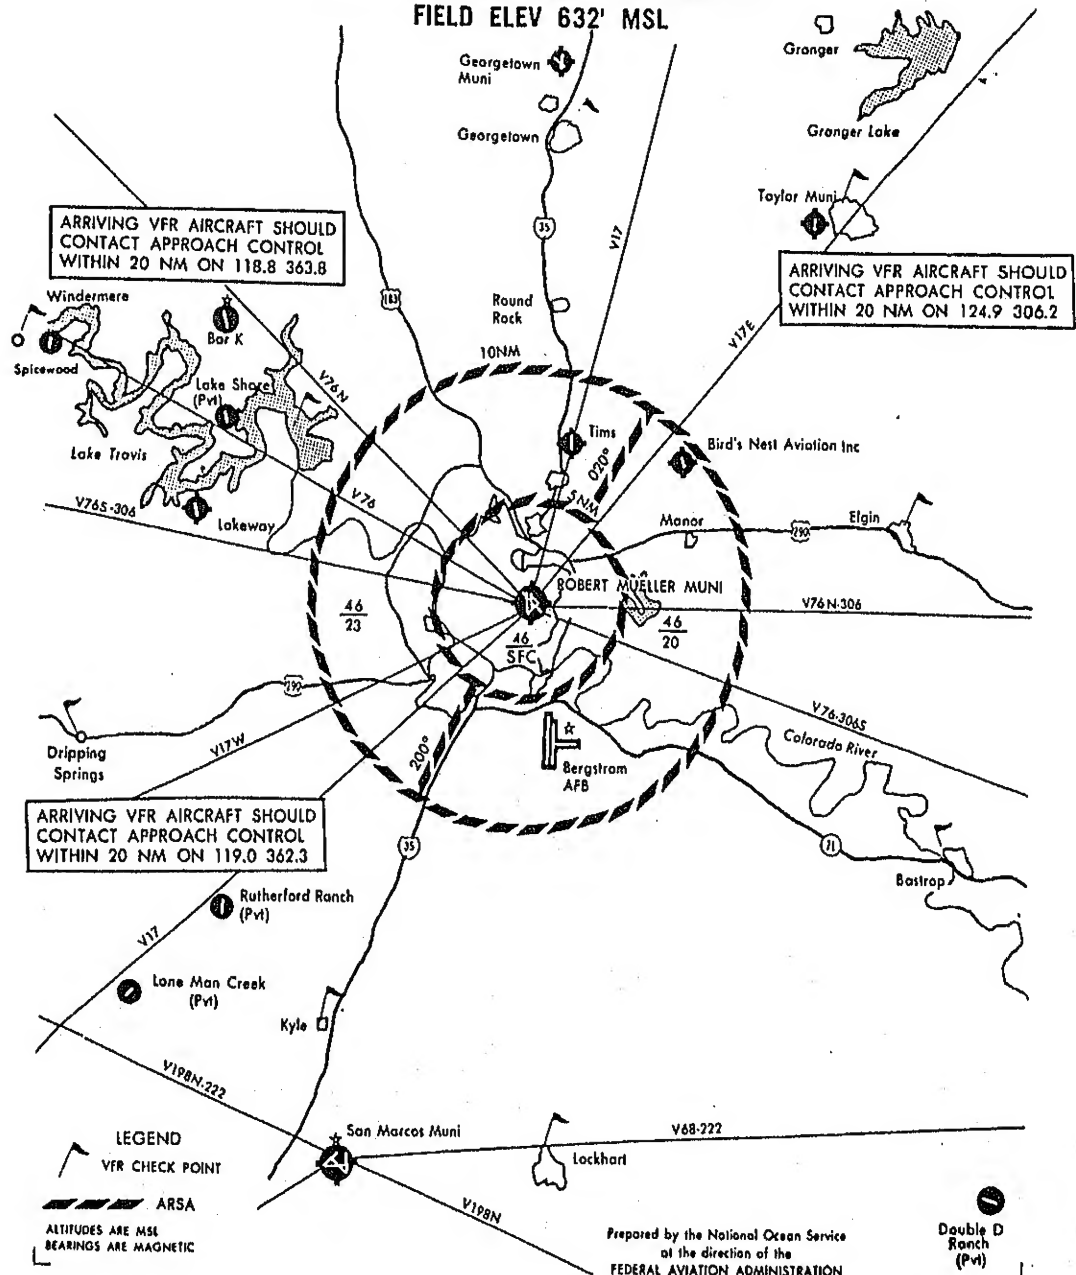 FIELD ELEV 632' MSL
Georgetown
Muni
Granger
Georgetown
Granger Lake
Taylor Muni
35
V17
ARRIVING VFR AIRCRAFT SHOULD
CONTACT APPROACH CONTROL
WITHIN 20 NM ON 118.8 363.8
ARRIVING VFR AIRCRAFT SHOULD
CONTACT APPROACH CONTROL
WITHIN 20 NM ON 124.9 306.2
Windermere
183
Round
Rock
Bar K
Spicewood
V17E
10NM
V76N
Lake Shore
(Pvt)
Lake Travis
Tims
Bird's Nest Aviation Inc
020°
V76
5NM
V76S-306
Lakeway
Manor
290
Elgin
ROBERT MUELLER MUNI
V76N-306
46
23
46
20
46
SFC
290
V76-306S
Dripping
Springs
V17W
200°
Colorado River
Bergstrom
AFB
ARRIVING VFR AIRCRAFT SHOULD
CONTACT APPROACH CONTROL
WITHIN 20 NM ON 119.0 362.3
35
71
Bastrop
Rutherford Ranch
(Pvt)
V17
Lone Man Creek
(Pvt)
Kyle
V198N-222
San Marcos Muni
V68-222
Lockhart
V198N
LEGEND
VFR CHECK POINT
ARSA
ALTITUDES ARE MSL
BEARINGS ARE MAGNETIC
Prepared by the National Ocean Service
at the direction of the
FEDERAL AVIATION ADMINISTRATION
Double D
Ranch
(Pvt)